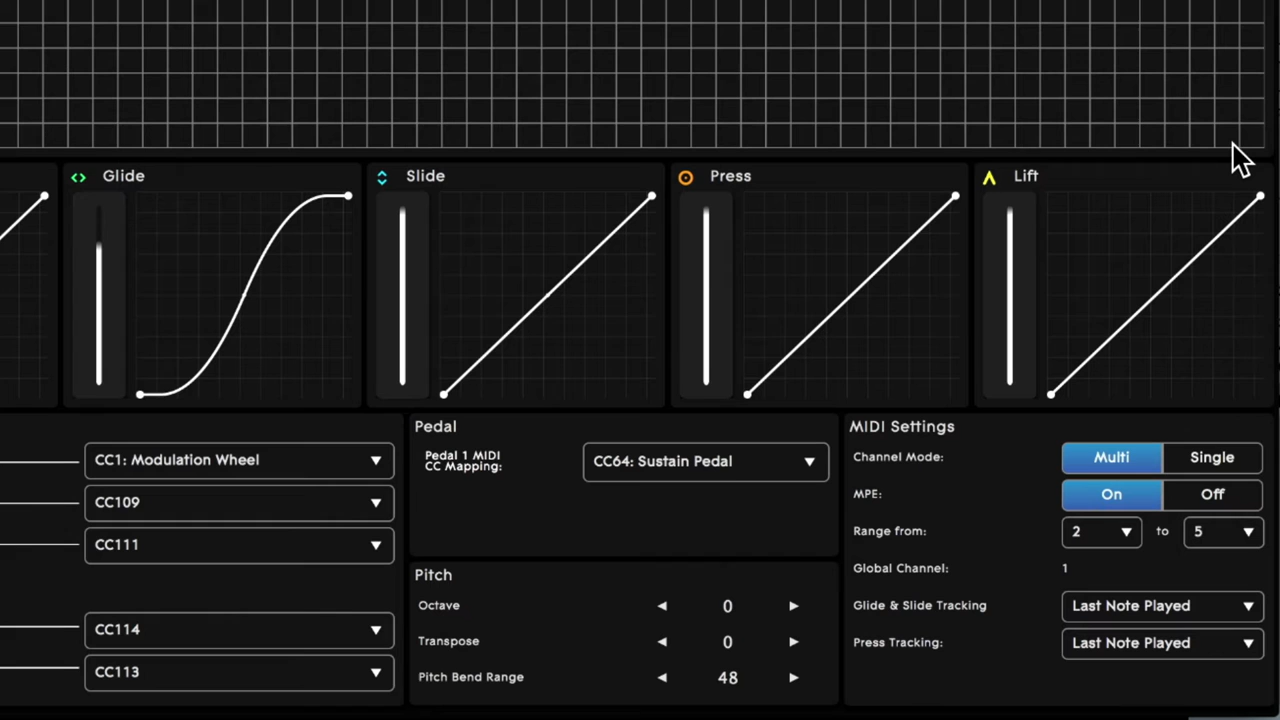 Glide
Slide
Press
Lift
CC1: Modulation Wheel
CC109
CC111
CC114
CC113
Pedal
Pedal 1 MIDI
CC Mapping:
CC64: Sustain Pedal
Pitch
Octave 0
Transpose 0
Pitch Bend Range 48
MIDI Settings
Channel Mode: Multi Single
MPE: On Off
Range from: 2 to 5
Global Channel: 1
Glide & Slide Tracking Last Note Played
Press Tracking: Last Note Played